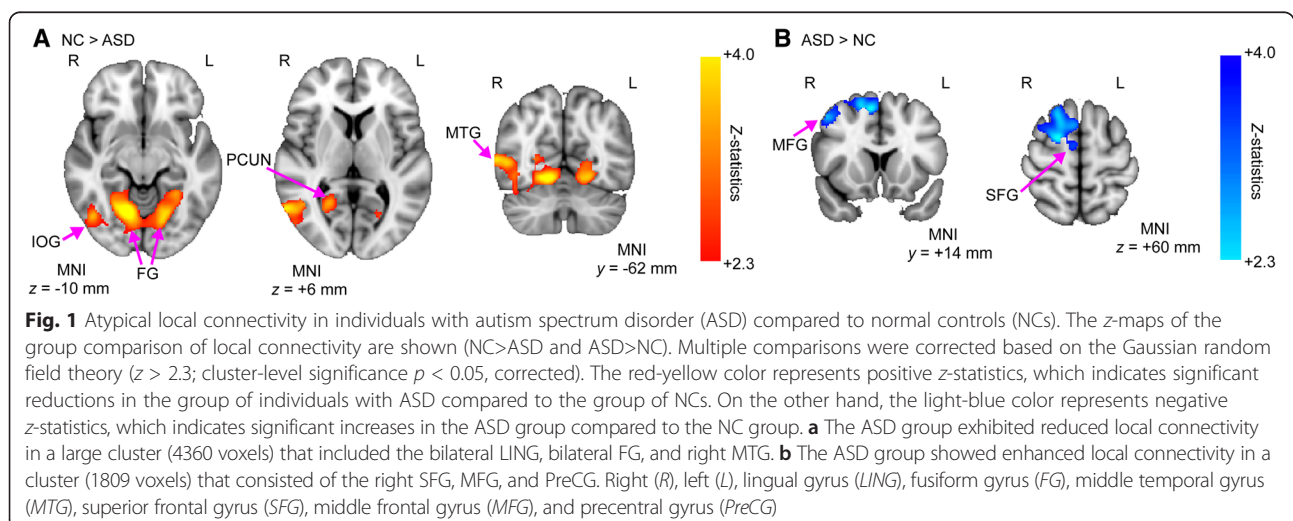 A NC > ASD
R L
IOG
FG
MNI
z = -10 mm
R L
PCUN
MNI
z = +6 mm
R L
MTG
MNI
y = -62 mm
+4.0
Z-statistics
+2.3
B ASD > NC
R L
MFG
MNI
y = +14 mm
R L
SFG
MNI
z = +60 mm
+4.0
Z-statistics
+2.3
Fig. 1 Atypical local connectivity in individuals with autism spectrum disorder (ASD) compared to normal controls (NCs). The z-maps of the
group comparison of local connectivity are shown (NC>ASD and ASD>NC). Multiple comparisons were corrected based on the Gaussian random
field theory (z > 2.3; cluster-level significance p < 0.05, corrected). The red-yellow color represents positive z-statistics, which indicates significant
reductions in the group of individuals with ASD compared to the group of NCs. On the other hand, the light-blue color represents negative
z-statistics, which indicates significant increases in the ASD group compared to the NC group. a The ASD group exhibited reduced local connectivity
in a large cluster (4360 voxels) that included the bilateral LING, bilateral FG, and right MTG. b The ASD group showed enhanced local connectivity in a
cluster (1809 voxels) that consisted of the right SFG, MFG, and PreCG. Right (R), left (L), lingual gyrus (LING), fusiform gyrus (FG), middle temporal gyrus
(MTG), superior frontal gyrus (SFG), middle frontal gyrus (MFG), and precentral gyrus (PreCG)